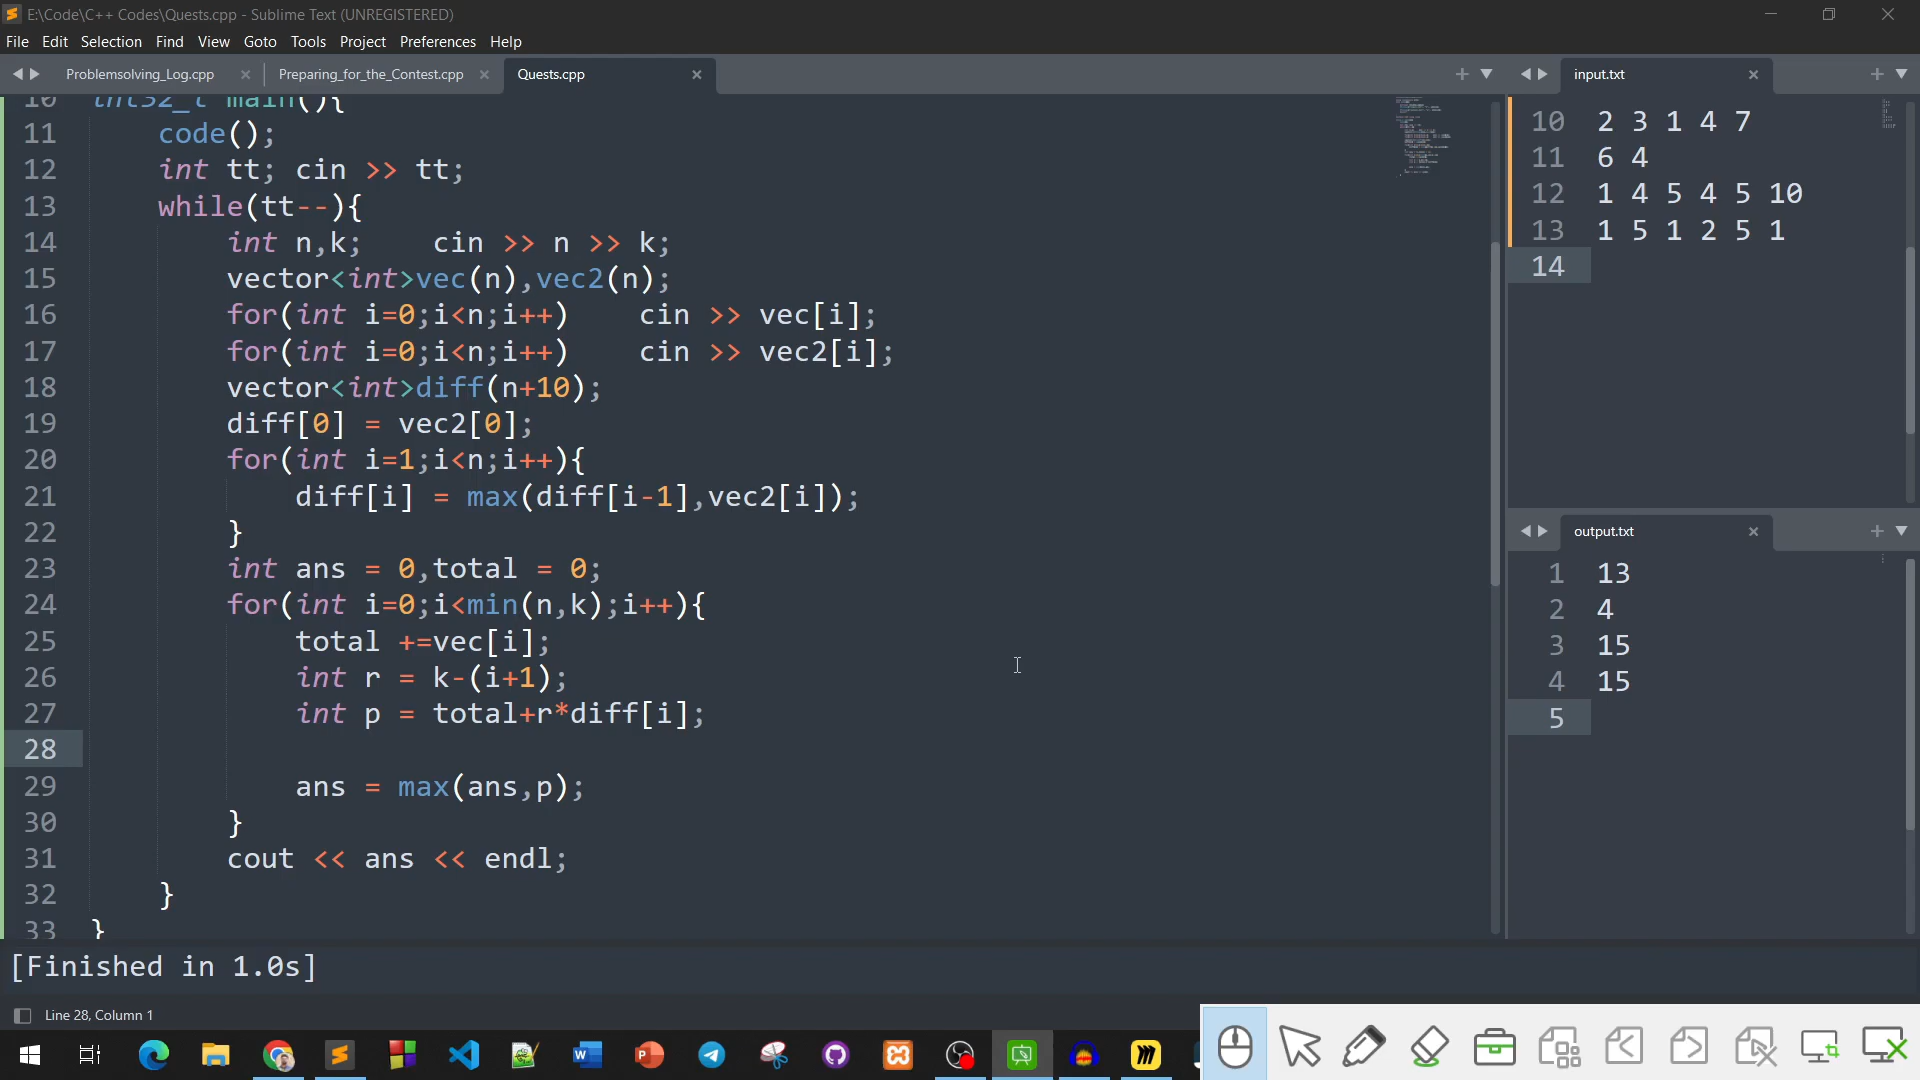 E:\Code\C++ Codes\Quests.cpp - Sublime Text (UNREGISTERED)
File Edit Selection Find View Goto Tools Project Preferences Help
Problemsolving_Log.cpp × Preparing_for_the_Contest.cpp × Quests.cpp ×
10 int32_t main(){
11 code();
12 int tt; cin >> tt;
13 while(tt--){
14 int n,k; cin >> n >> k;
15 vector<int>vec(n),vec2(n);
16 for(int i=0;i<n;i++) cin >> vec[i];
17 for(int i=0;i<n;i++) cin >> vec2[i];
18 vector<int>diff(n+10);
19 diff[0] = vec2[0];
20 for(int i=1;i<n;i++){
21 diff[i] = max(diff[i-1],vec2[i]);
22 }
23 int ans = 0,total = 0;
24 for(int i=0;i<min(n,k);i++){
25 total +=vec[i];
26 int r = k-(i+1);
27 int p = total+r*diff[i];
28
29 ans = max(ans,p);
30 }
31 cout << ans << endl;
32 }
33 }
input.txt ×
10 2 3 1 4 7
11 6 4
12 1 4 5 4 5 10
13 1 5 1 2 5 1
14
output.txt ×
1 13
2 4
3 15
4 15
5
[Finished in 1.0s]
Line 28, Column 1